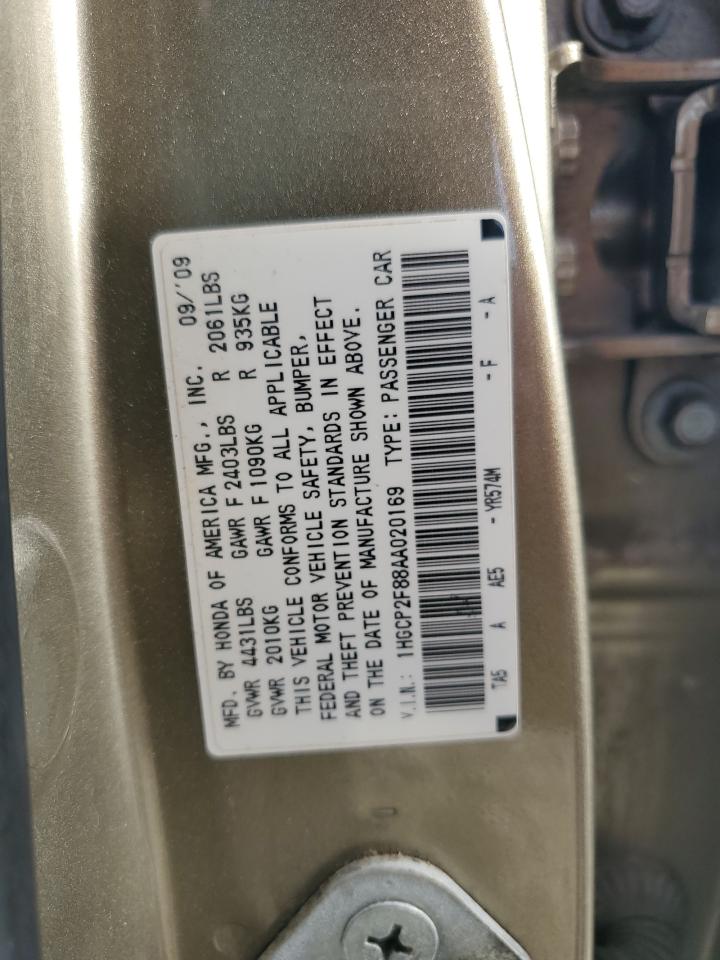 MFD. BY HONDA OF AMERICA MFG., INC. 09/'09
GVWR 4431LBS GAWR F 2403LBS R 2061LBS
GVWR 2010KG GAWR F 1090KG R 935KG
THIS VEHICLE CONFORMS TO ALL APPLICABLE
FEDERAL MOTOR VEHICLE SAFETY, BUMPER,
AND THEFT PREVENTION STANDARDS IN EFFECT
ON THE DATE OF MANUFACTURE SHOWN ABOVE.
V.I.N.: 1HGCP2F88AA020169 TYPE: PASSENGER CAR
TA5 A AE5 -YR574M -F -A